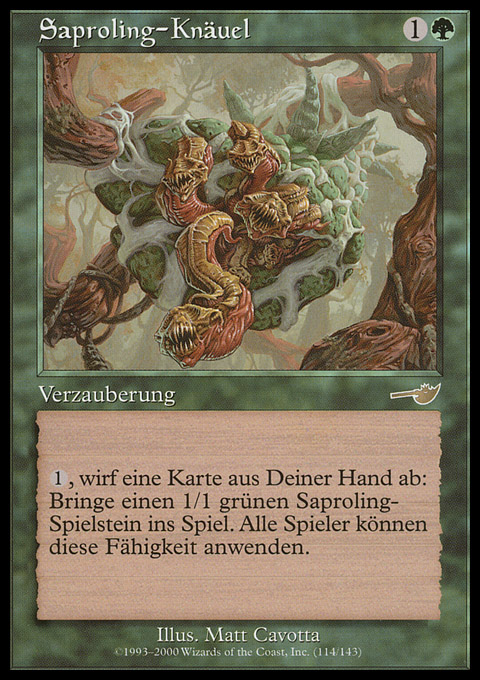 Saproling-Knäuel 1
Verzauberung
1, wirf eine Karte aus Deiner Hand ab:
Bringe einen 1/1 grünen Saproling-
Spielstein ins Spiel. Alle Spieler können
diese Fähigkeit anwenden.
Illus. Matt Cavotta
©1993–2000 Wizards of the Coast, Inc. (114/143)